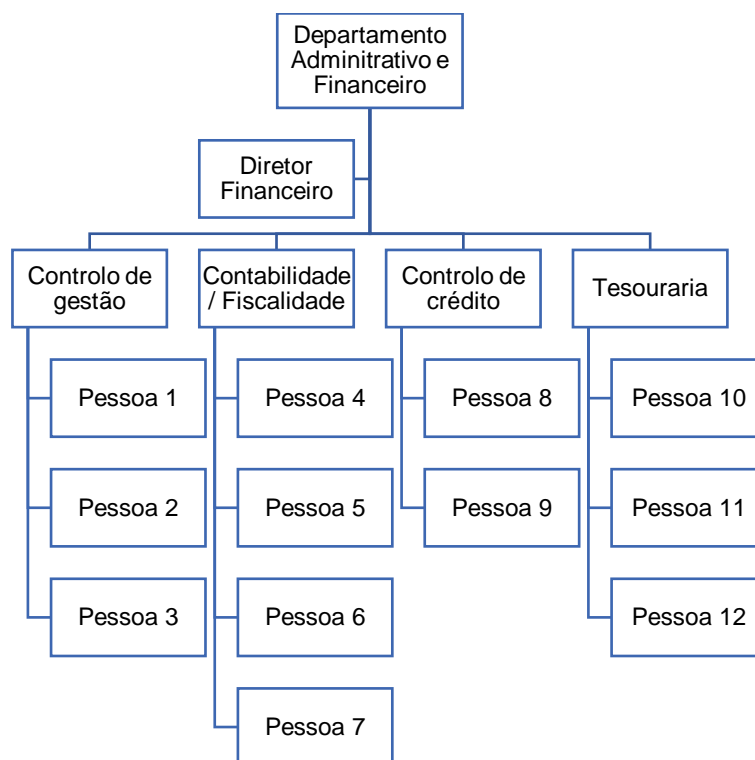 Departamento
Adminitrativo e
Financeiro
Diretor
Financeiro
Controlo de
gestão
Contabilidade
/ Fiscalidade
Controlo de
crédito
Tesouraria
Pessoa 1
Pessoa 4
Pessoa 8
Pessoa 10
Pessoa 2
Pessoa 5
Pessoa 9
Pessoa 11
Pessoa 3
Pessoa 6
Pessoa 12
Pessoa 7